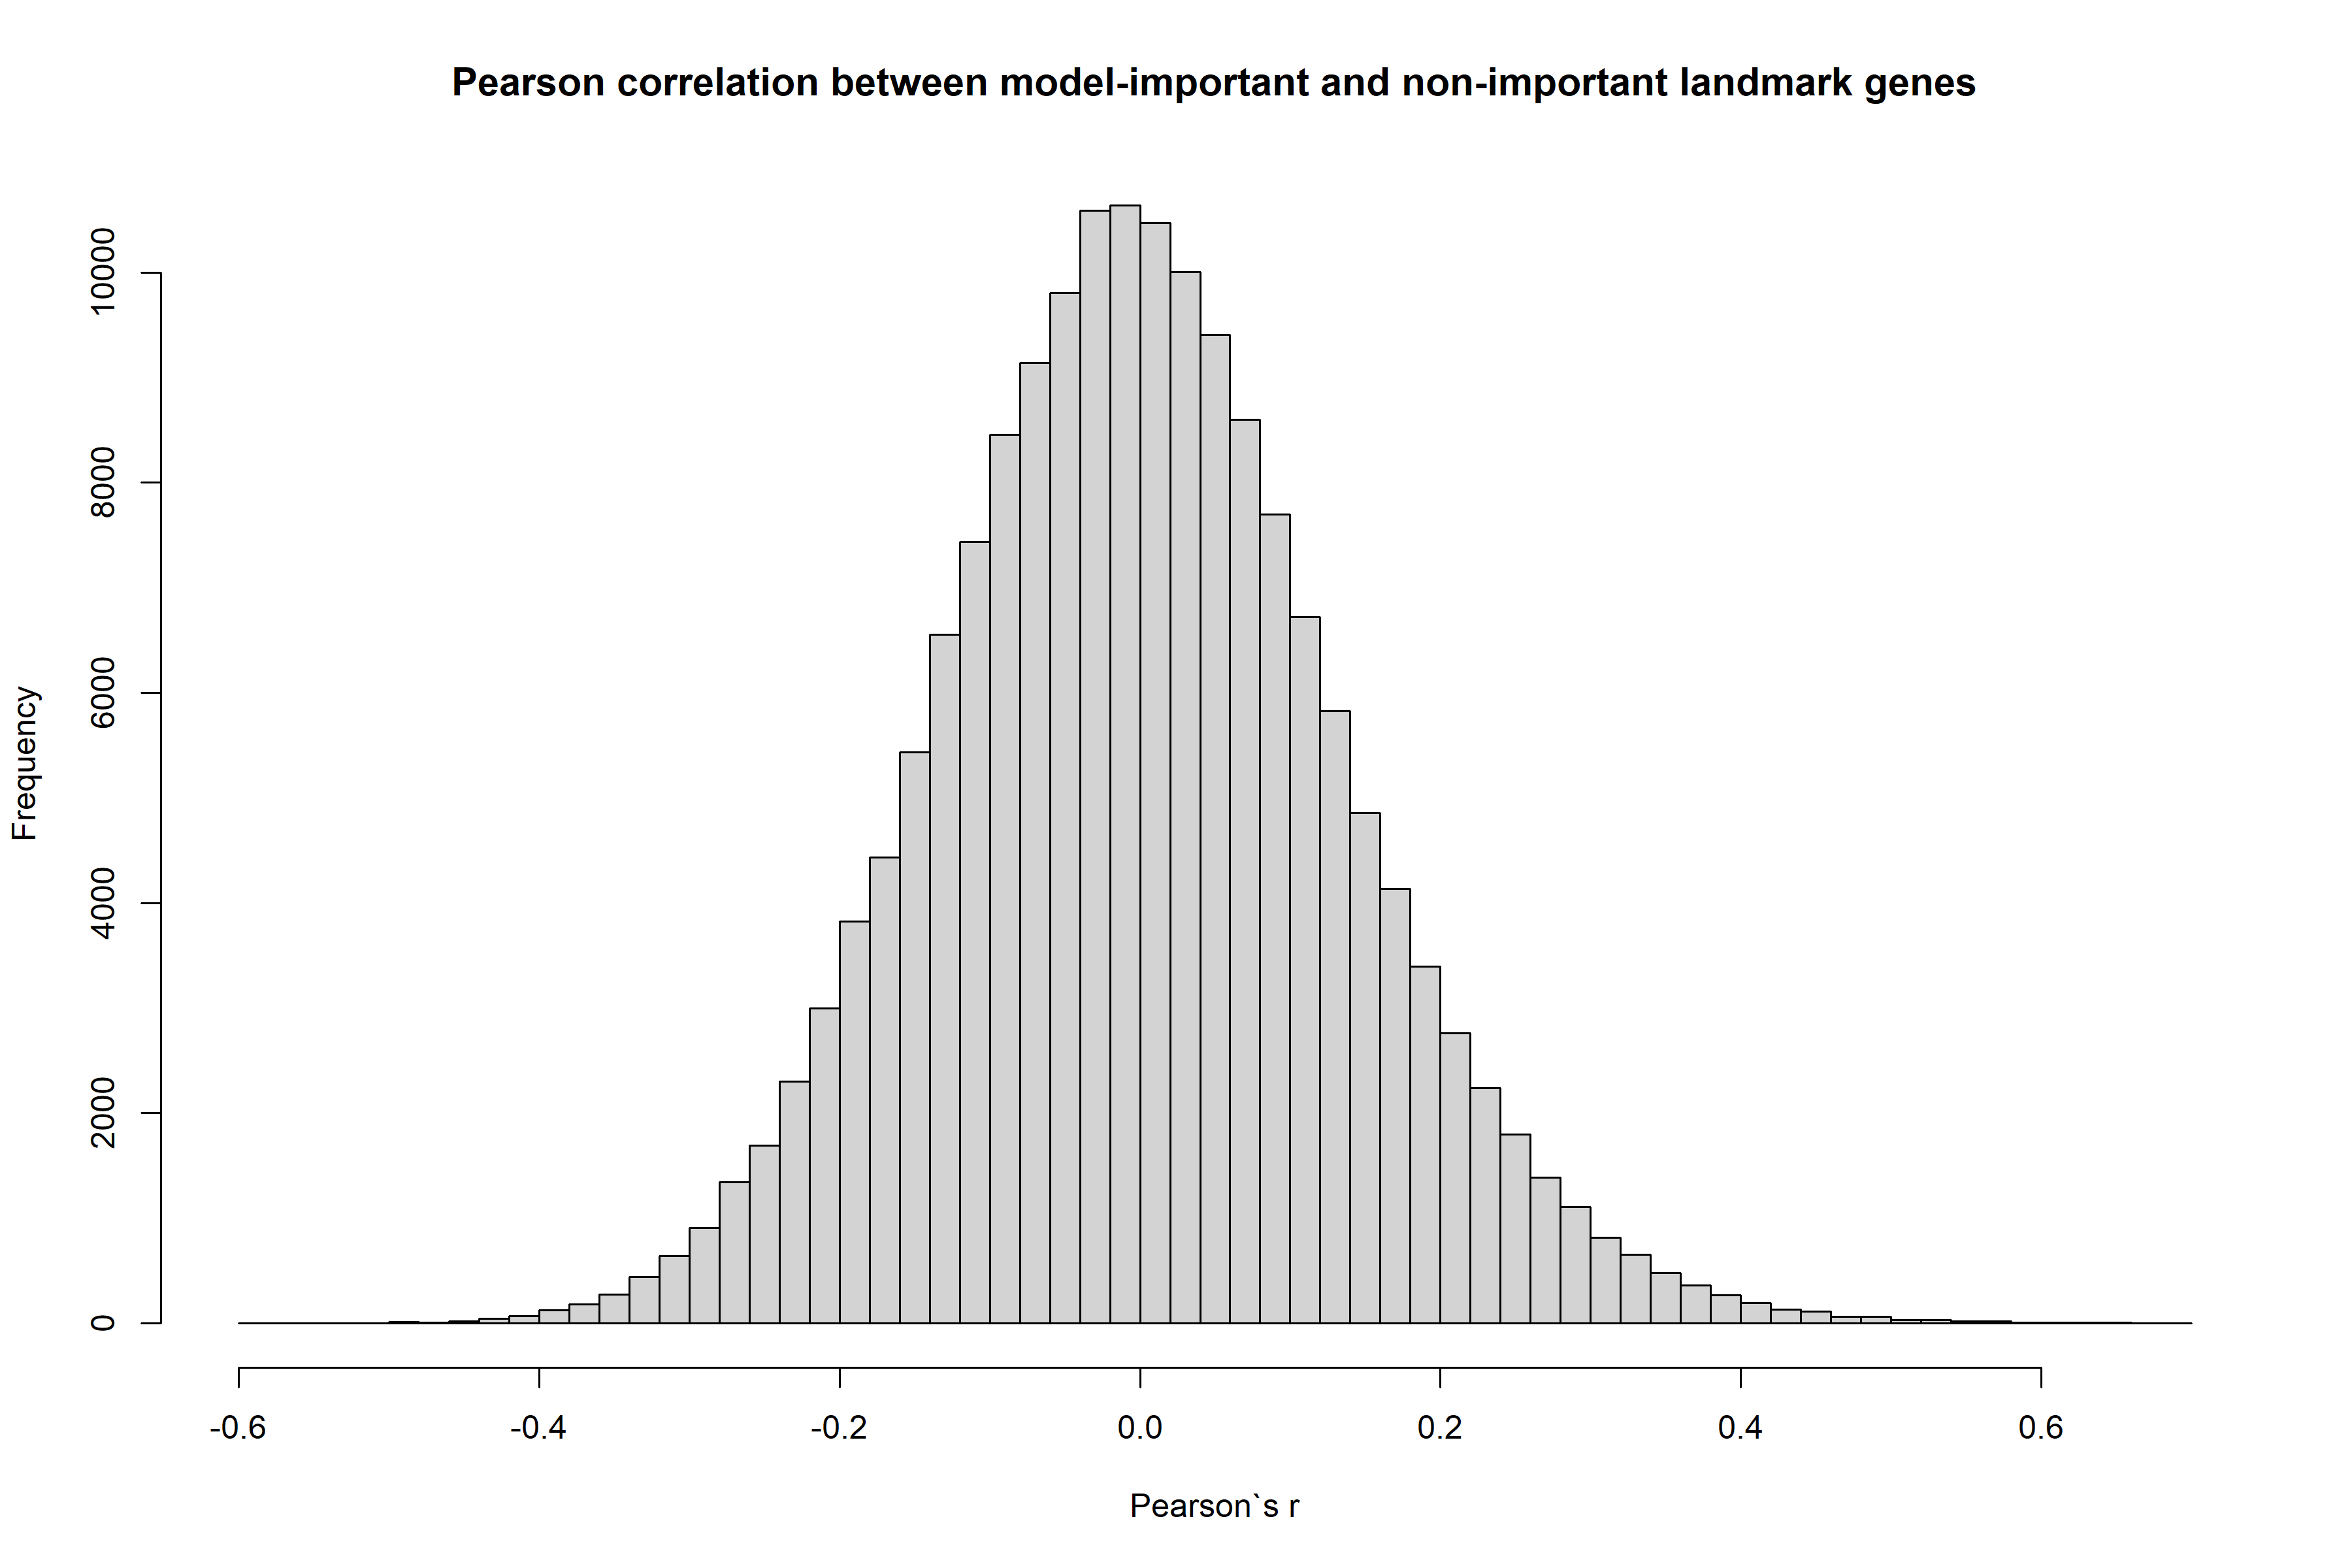 Pearson correlation between model-important and non-important landmark genes
Frequency
10000
8000
6000
4000
2000
0
-0.6 -0.4 -0.2 0.0 0.2 0.4 0.6
Pearson`s r